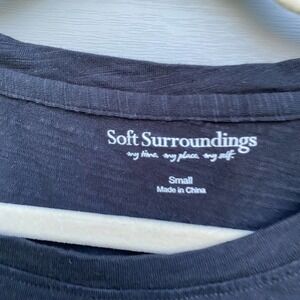 Soft Surroundings
my time. my place. my self.
Small
Made in China